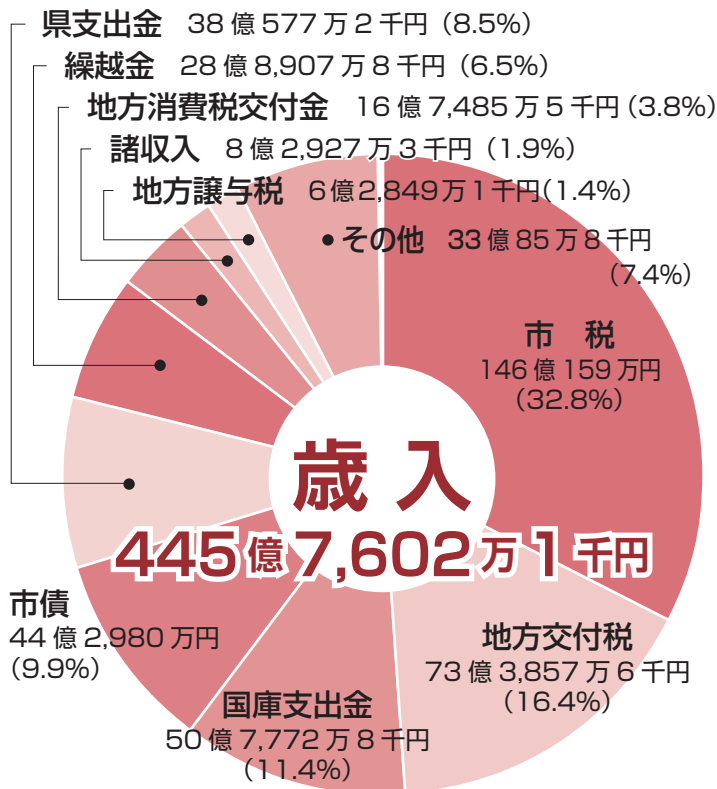 県支出金 38億577万2千円(8.5%)
繰越金 28億8,907万8千円(6.5%)
地方消費税交付金 16億7,485万5千円(3.8%)
諸収入 8億2,927万3千円(1.9%)
地方譲与税 6億2,849万1千円(1.4%)
その他 33億85万8千円
(7.4%)
市 税
146億159万円
(32.8%)
歳入
445億7,602万1千円
市債
44億2,980万円
(9.9%)
地方交付税
73億3,857万6千円
(16.4%)
国庫支出金
50億7,772万8千円
(11.4%)